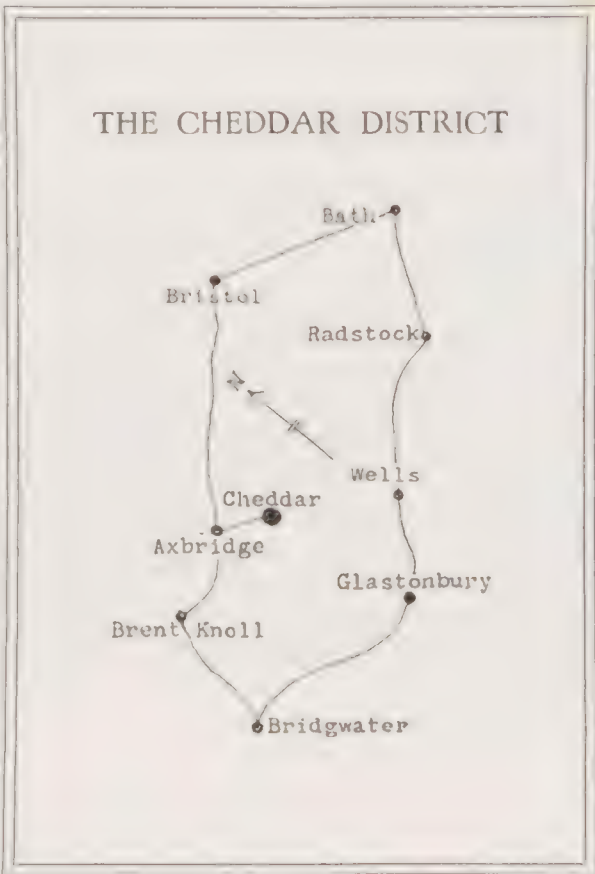 THE CHEDDAR DISTRICT
Bath
Bristol
Radstock
N
Wells
Cheddar
Axbridge
Glastonbury
Brent Knoll
Bridgwater